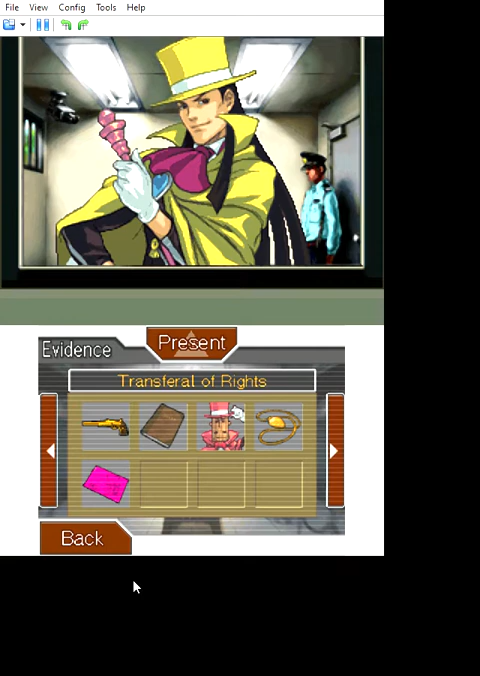 File View Config Tools Help
Evidence
Present
Transferal of Rights
Back